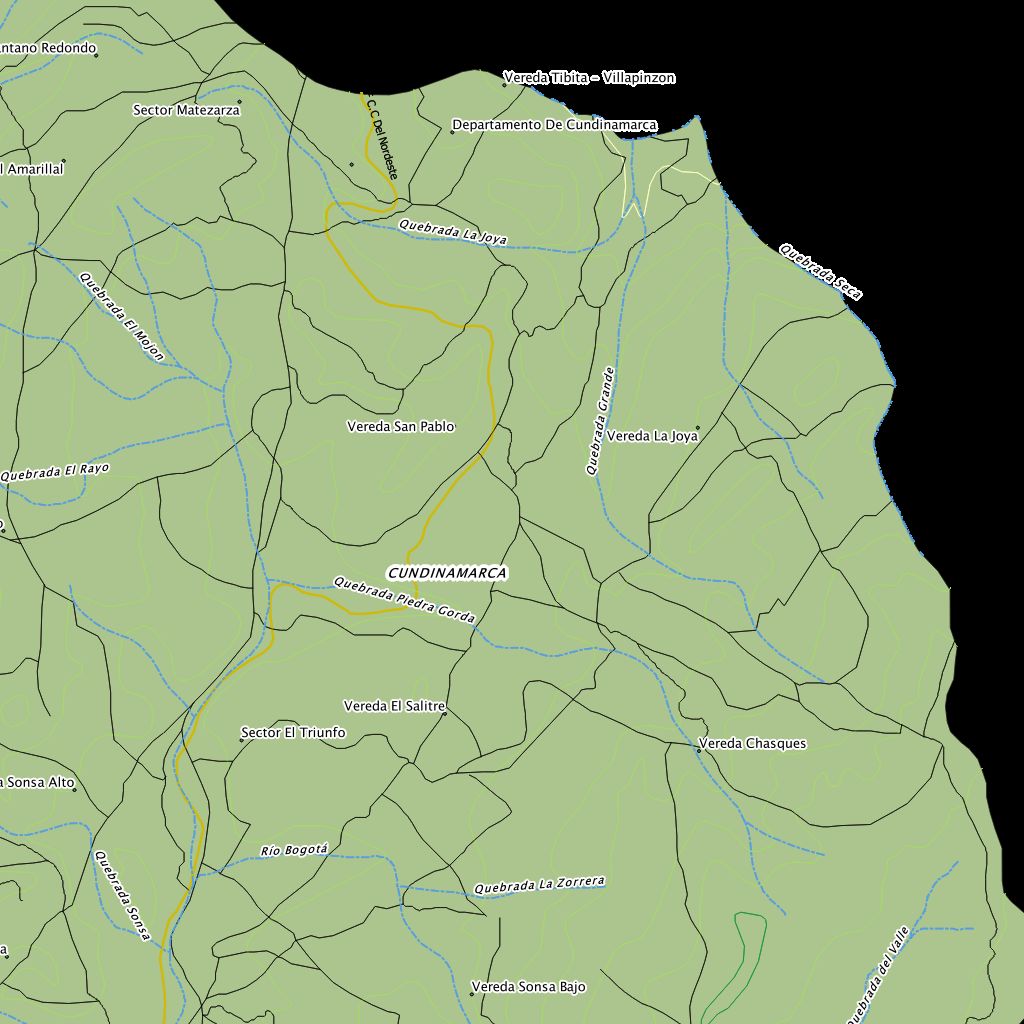 ntano Redondo
Vereda Tibita - Villapinzon
Sector Matezarza
F.C.C Del Nordeste
Departamento De Cundinamarca
l Amarillal
Quebrada La Joya
Quebrada Seca
Quebrada El Mojon
Quebrada Grande
Vereda San Pablo
Vereda La Joya
Quebrada El Rayo
o
CUNDINAMARCA
Quebrada Piedra Gorda
Vereda El Salitre
Sector El Triunfo
Vereda Chasques
a Sonsa Alto
Río Bogotá
Quebrada Sonsa
Quebrada La Zorrera
a
Quebrada del Valle
Vereda Sonsa Bajo